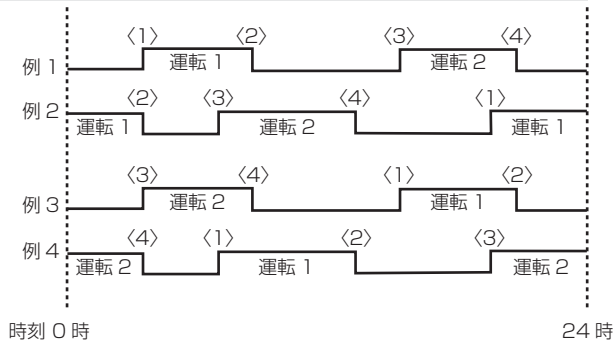 〈1〉 〈2〉 〈3〉 〈4〉
例 1 運転 1 運転 2
〈2〉 〈3〉 〈4〉 〈1〉
例 2 運転 1 運転 2 運転 1
〈3〉 〈4〉 〈1〉 〈2〉
例 3 運転 2 運転 1
〈4〉 〈1〉 〈2〉 〈3〉
例 4 運転 2 運転 1 運転 2
時刻 0 時 24 時